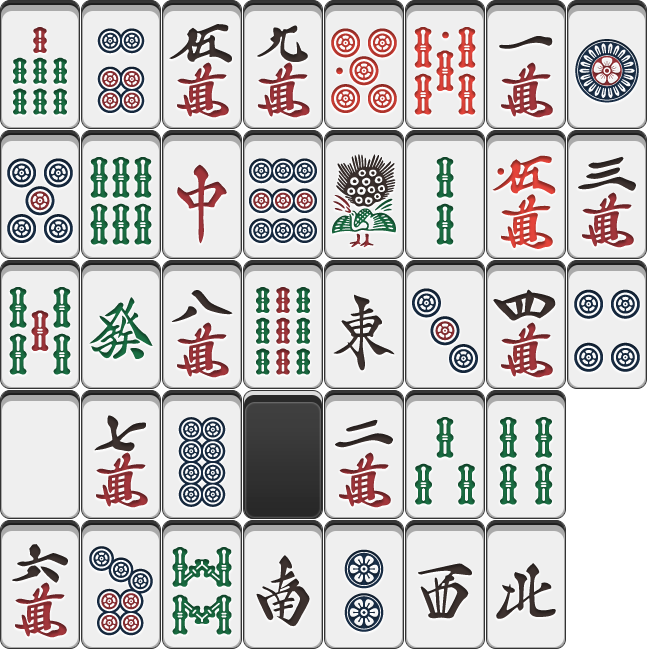 伍萬 九萬 一萬
中 伍萬 三萬
發 八萬 東 四萬
七萬 二萬
六萬 南 西 北